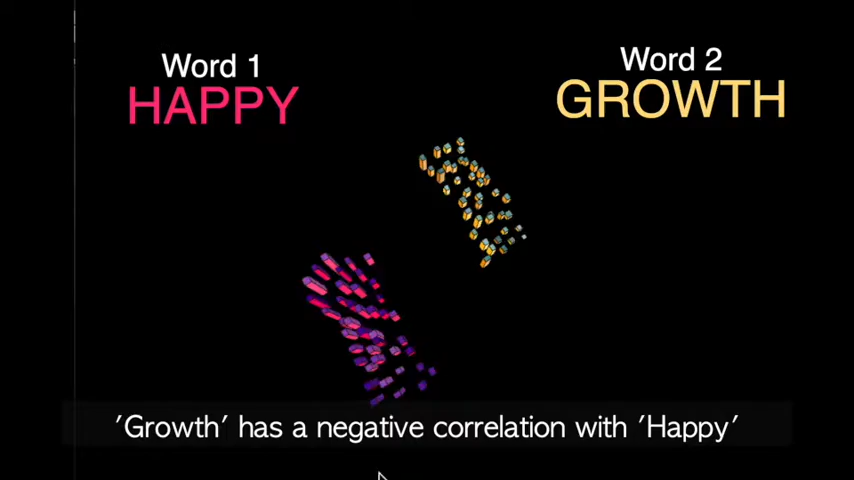 Word 1
HAPPY
Word 2
GROWTH
'Growth' has a negative correlation with 'Happy'